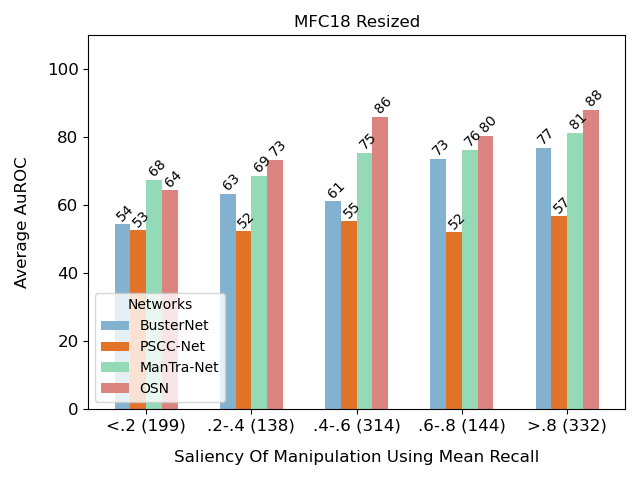 MFC18 Resized
Average AuROC
100
80
60
40
20
0
54 53 68 64
63 52 69 73
61 55 75 86
73 52 76 80
77 57 81 88
Networks
BusterNet
PSCC-Net
ManTra-Net
OSN
<.2 (199) .2-.4 (138) .4-.6 (314) .6-.8 (144) >.8 (332)
Saliency Of Manipulation Using Mean Recall